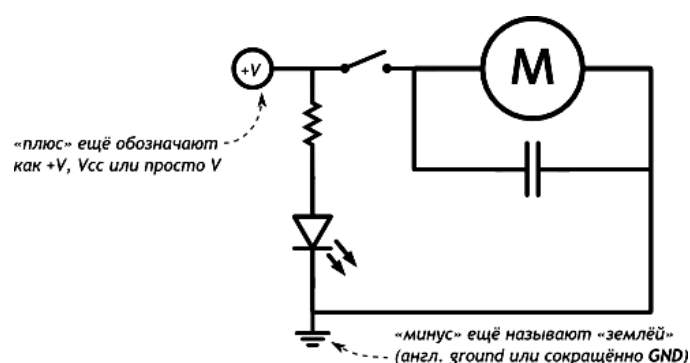 +V
M
«плюс» ещё обозначают
как +V, Vcc или просто V
«минус» ещё называют «землёй»
(англ. ground или сокращённо GND)